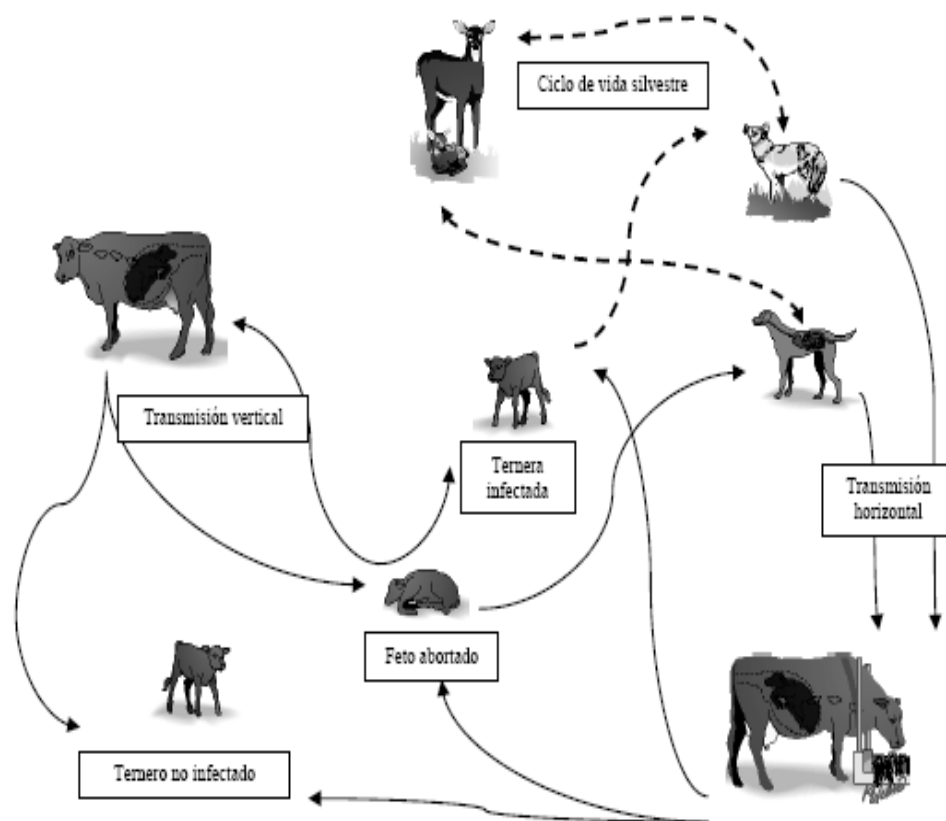 Ciclo de vida silvestre
Transmisión vertical
Ternera
infectada
Transmisión
horizontal
Feto abortado
Ternero no infectado